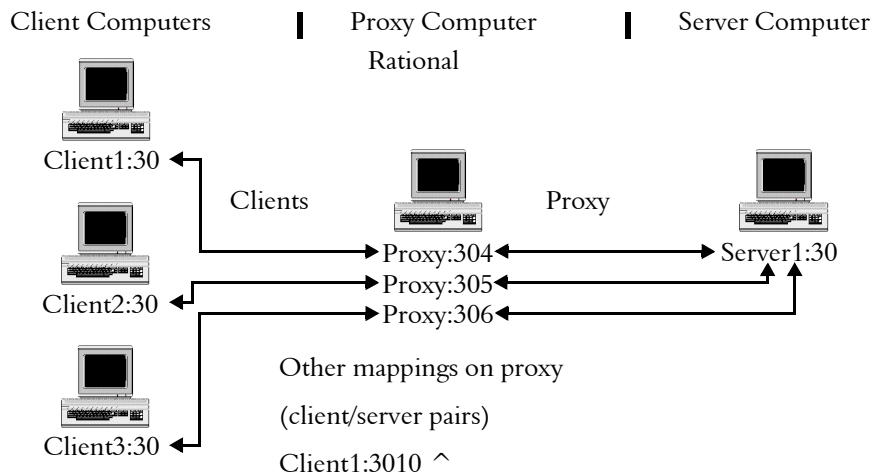 Client Computers
Proxy Computer
Server Computer
Rational
Client1:30
Clients
Proxy
Proxy:304
Server1:30
Proxy:305
Client2:30
Proxy:306
Other mappings on proxy
(client/server pairs)
Client3:30
Client1:3010 ^